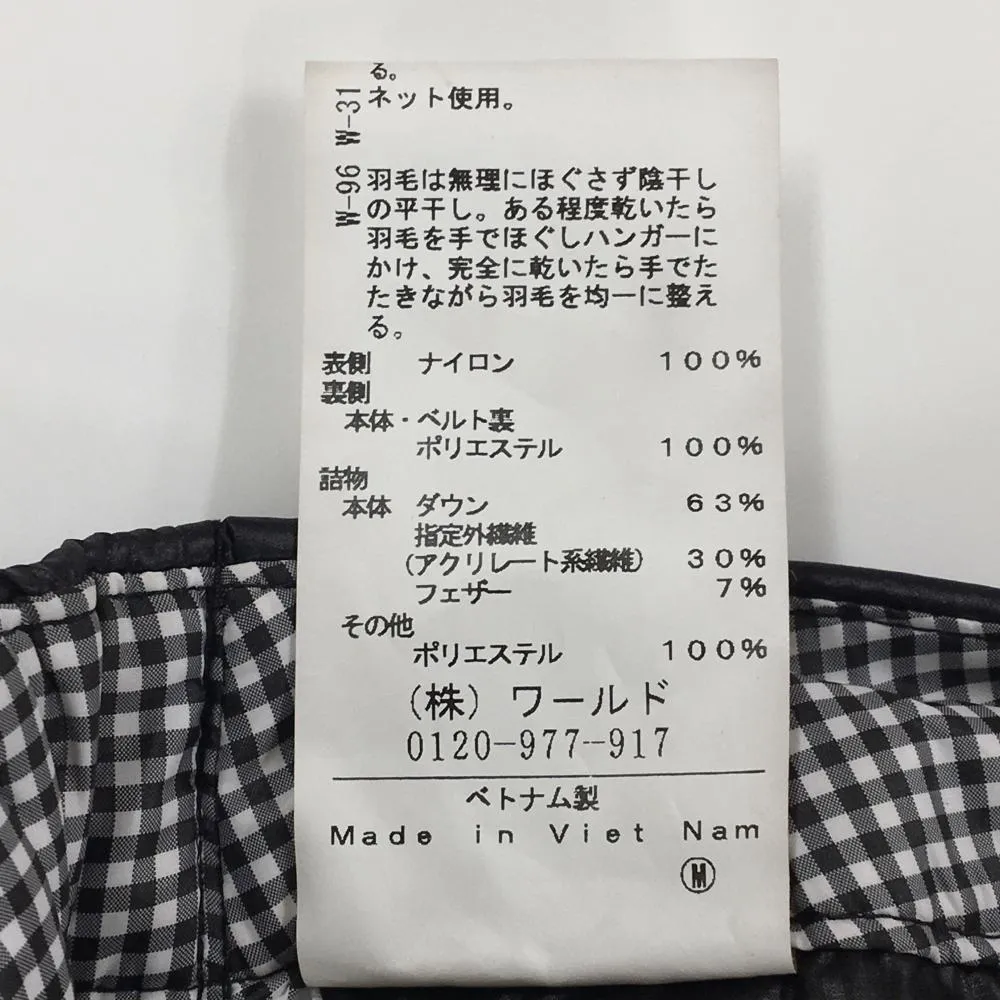 る。
ネット使用。
W-31
W-96
羽毛は無理にほぐさず陰干し
の平干し。ある程度乾いたら
羽毛を手でほぐしハンガーに
かけ、完全に乾いたら手でた
たきながら羽毛を均一に整え
る。
表側 ナイロン 100%
裏側
本体・ベルト裏
ポリエステル 100%
詰物
本体 ダウン 63%
指定外繊維
(アクリレート系繊維) 30%
フェザー 7%
その他
ポリエステル 100%
(株) ワールド
0120-977-917
ベトナム製
Made in Viet Nam
M